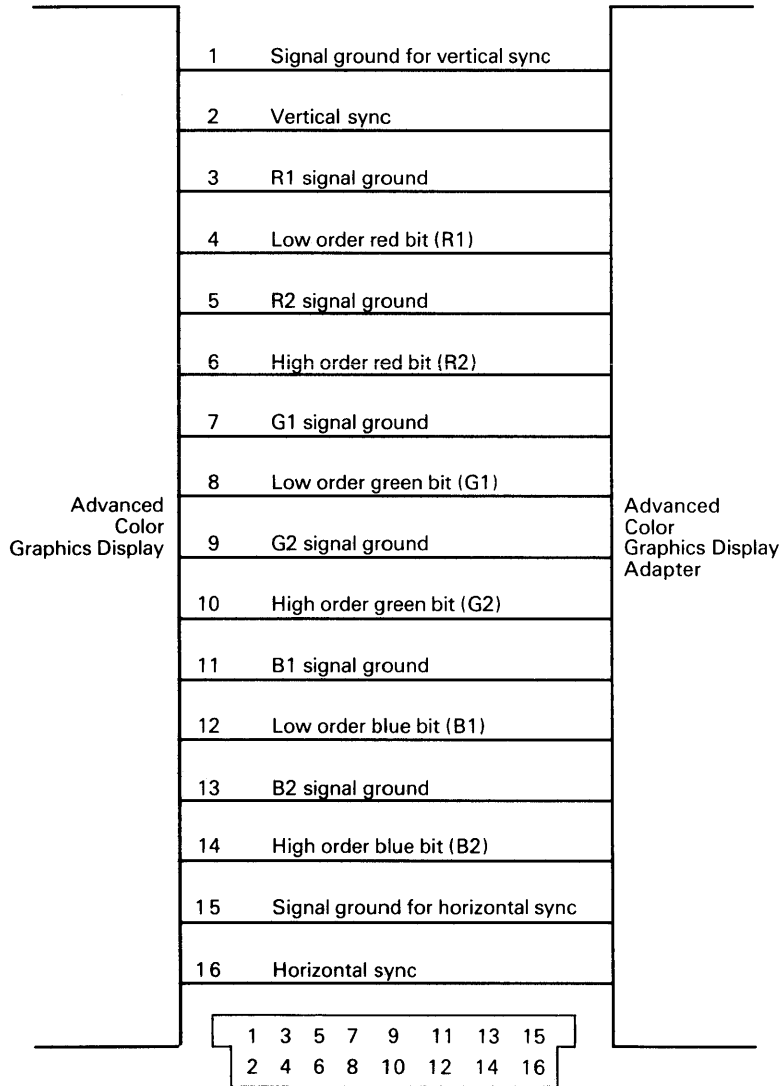 1 Signal ground for vertical sync
2 Vertical sync
3 R1 signal ground
4 Low order red bit (R1)
5 R2 signal ground
6 High order red bit (R2)
7 G1 signal ground
8 Low order green bit (G1)
9 G2 signal ground
10 High order green bit (G2)
11 B1 signal ground
12 Low order blue bit (B1)
13 B2 signal ground
14 High order blue bit (B2)
15 Signal ground for horizontal sync
16 Horizontal sync
Advanced
Color
Graphics Display
Advanced
Color
Graphics Display
Adapter
1 3 5 7 9 11 13 15
2 4 6 8 10 12 14 16